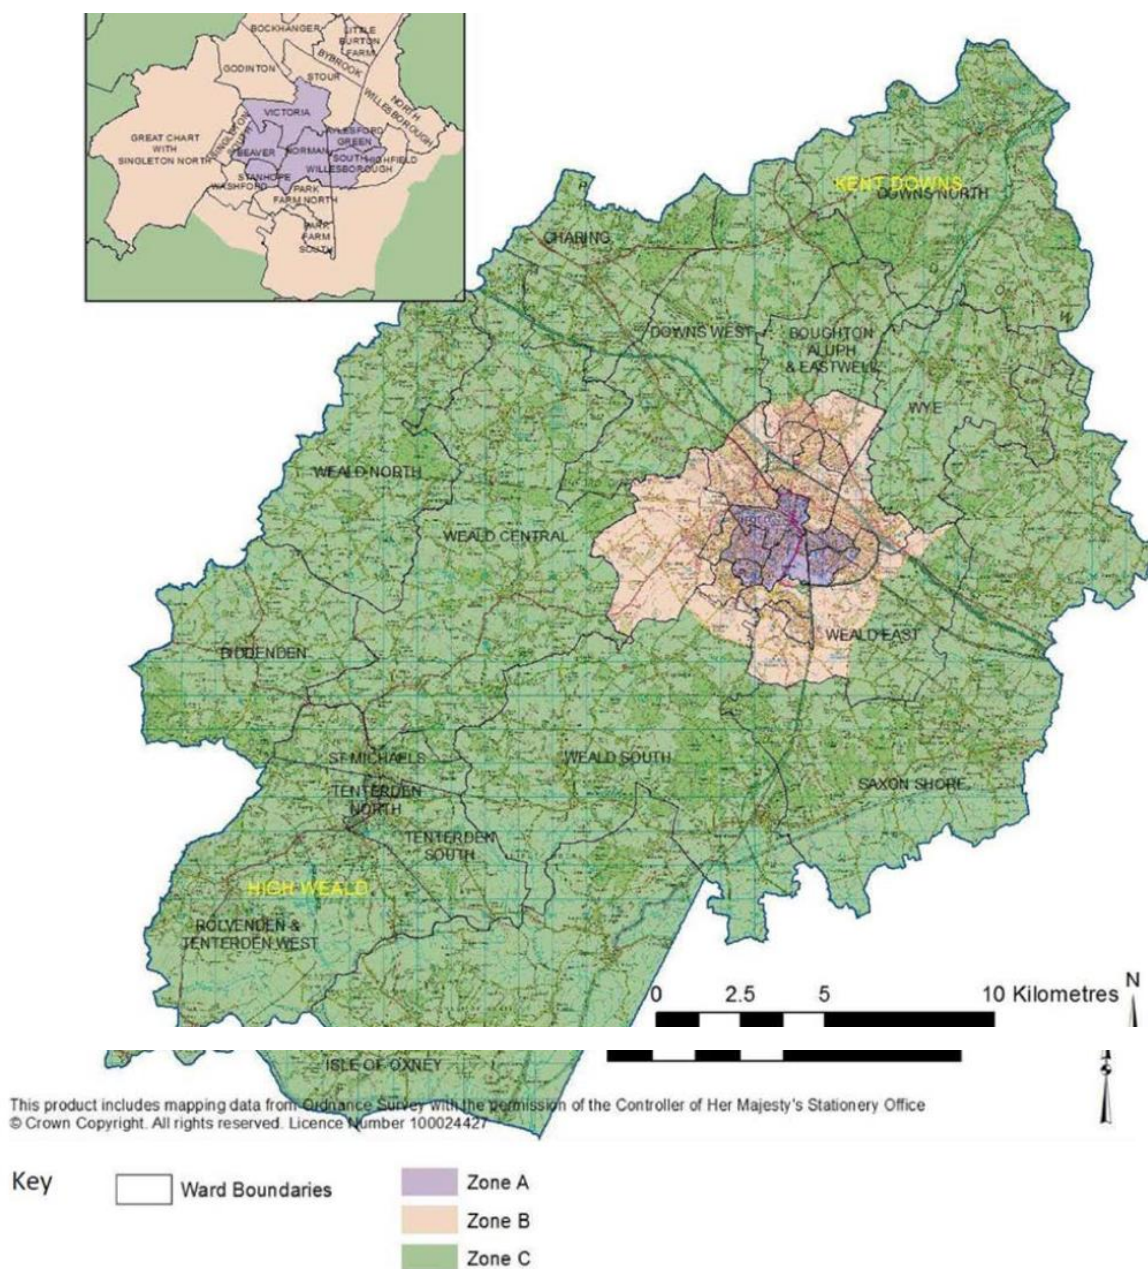 BOCKHANGER
LITTLE
BURTON
FARM
BYBROOK
GODINTON
STOUR
NORTH
WILLESBOROUGH
VICTORIA
GREAT CHART
WITH
SINGLETON NORTH
SINGLETON
SOUTH
BEAVER
NORMAN
AYLESFORD
GREEN
SOUTH
WILLESBOROUGH
HIGHFIELD
STANHOPE
WASHFORD
PARK
FARM NORTH
PARK
FARM
SOUTH
KENT DOWNS
DOWNS NORTH
CHARING
DOWNS WEST
BOUGHTON
ALUPH
& EASTWELL
WYE
WEALD NORTH
WEALD CENTRAL
WEALD EAST
BIDDENDEN
ST MICHAELS
WEALD SOUTH
TENTERDEN
NORTH
SAXON SHORE
TENTERDEN
SOUTH
HIGH WEALD
ROLVENDEN &
TENTERDEN WEST
0 2.5 5 10 Kilometres
N
ISLE OF OXNEY
This product includes mapping data from Ordnance Survey with the permission of the Controller of Her Majesty's Stationery Office
© Crown Copyright. All rights reserved. Licence Number 100024427
Key
Ward Boundaries
Zone A
Zone B
Zone C